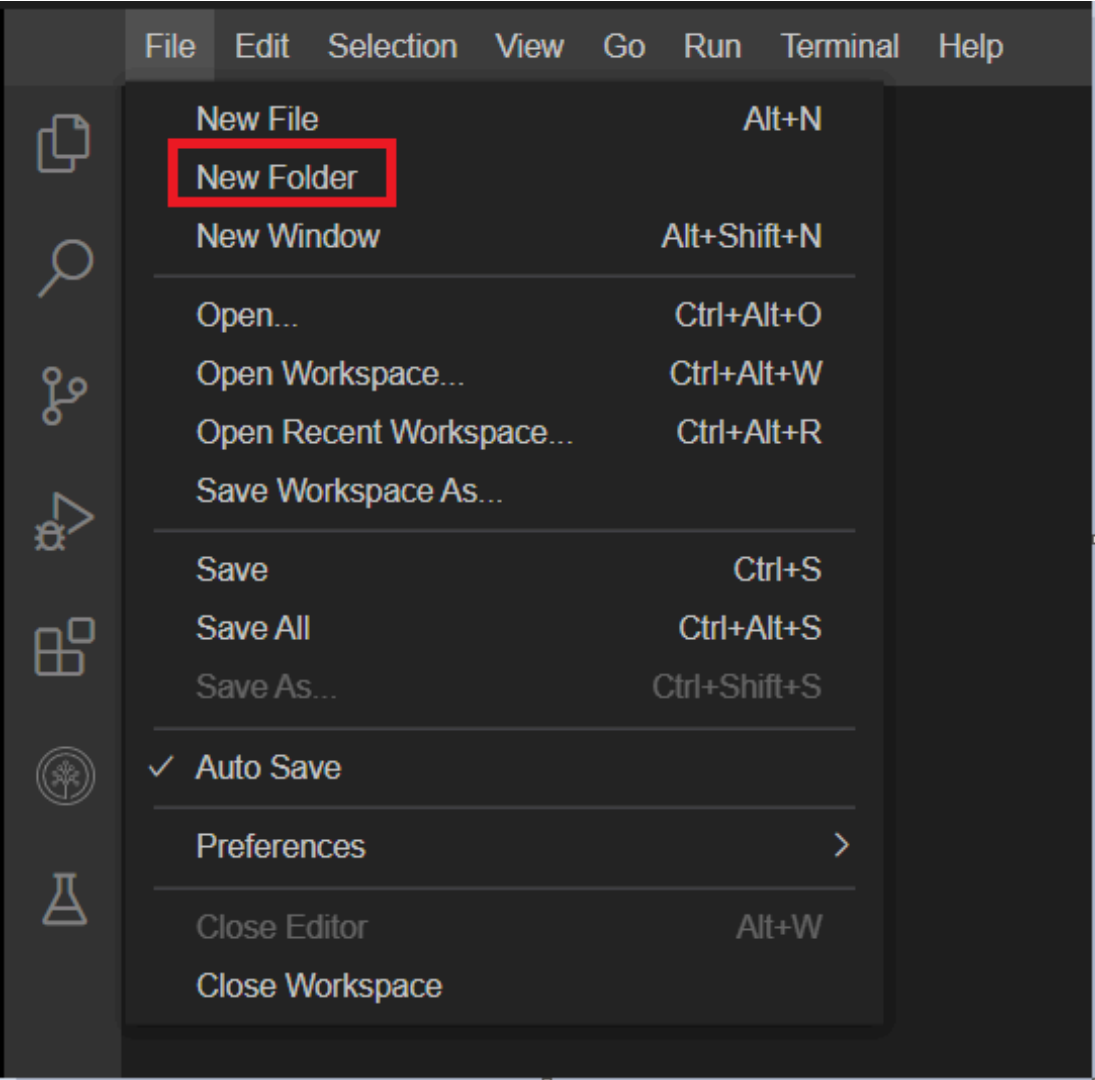 File Edit Selection View Go Run Terminal Help
New File Alt+N
New Folder
New Window Alt+Shift+N
Open... Ctrl+Alt+O
Open Workspace... Ctrl+Alt+W
Open Recent Workspace... Ctrl+Alt+R
Save Workspace As...
Save Ctrl+S
Save All Ctrl+Alt+S
Save As... Ctrl+Shift+S
Auto Save
Preferences
Close Editor Alt+W
Close Workspace